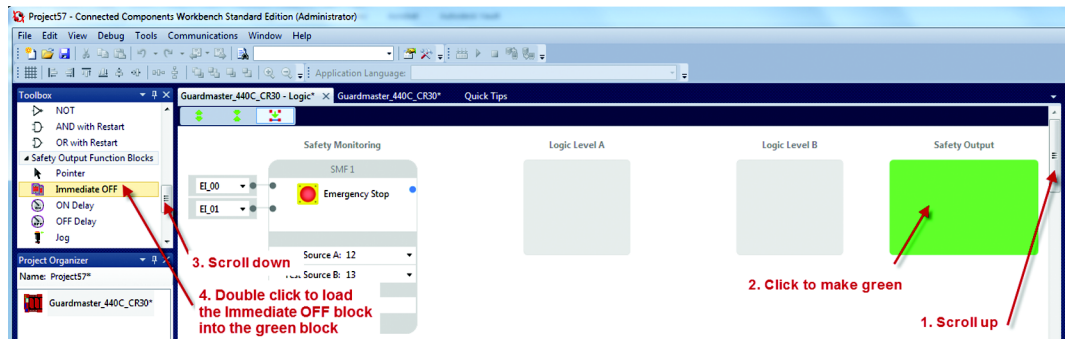 Project57 - Connected Components Workbench Standard Edition (Administrator)
File Edit View Debug Tools Communications Window Help
Application Language:
Toolbox
Guardmaster_440C_CR30 - Logic* Guardmaster_440C_CR30* Quick Tips
NOT
AND with Restart
OR with Restart
Safety Output Function Blocks
Pointer
Immediate OFF
ON Delay
OFF Delay
Jog
Safety Monitoring Logic Level A Logic Level B Safety Output
SMF 1
EI_00
Emergency Stop
EI_01
3. Scroll down
Source A: 12
Source B: 13
2. Click to make green
1. Scroll up
Project Organizer
Name: Project57*
Guardmaster_440C_CR30*
4. Double click to load
the Immediate OFF block
into the green block